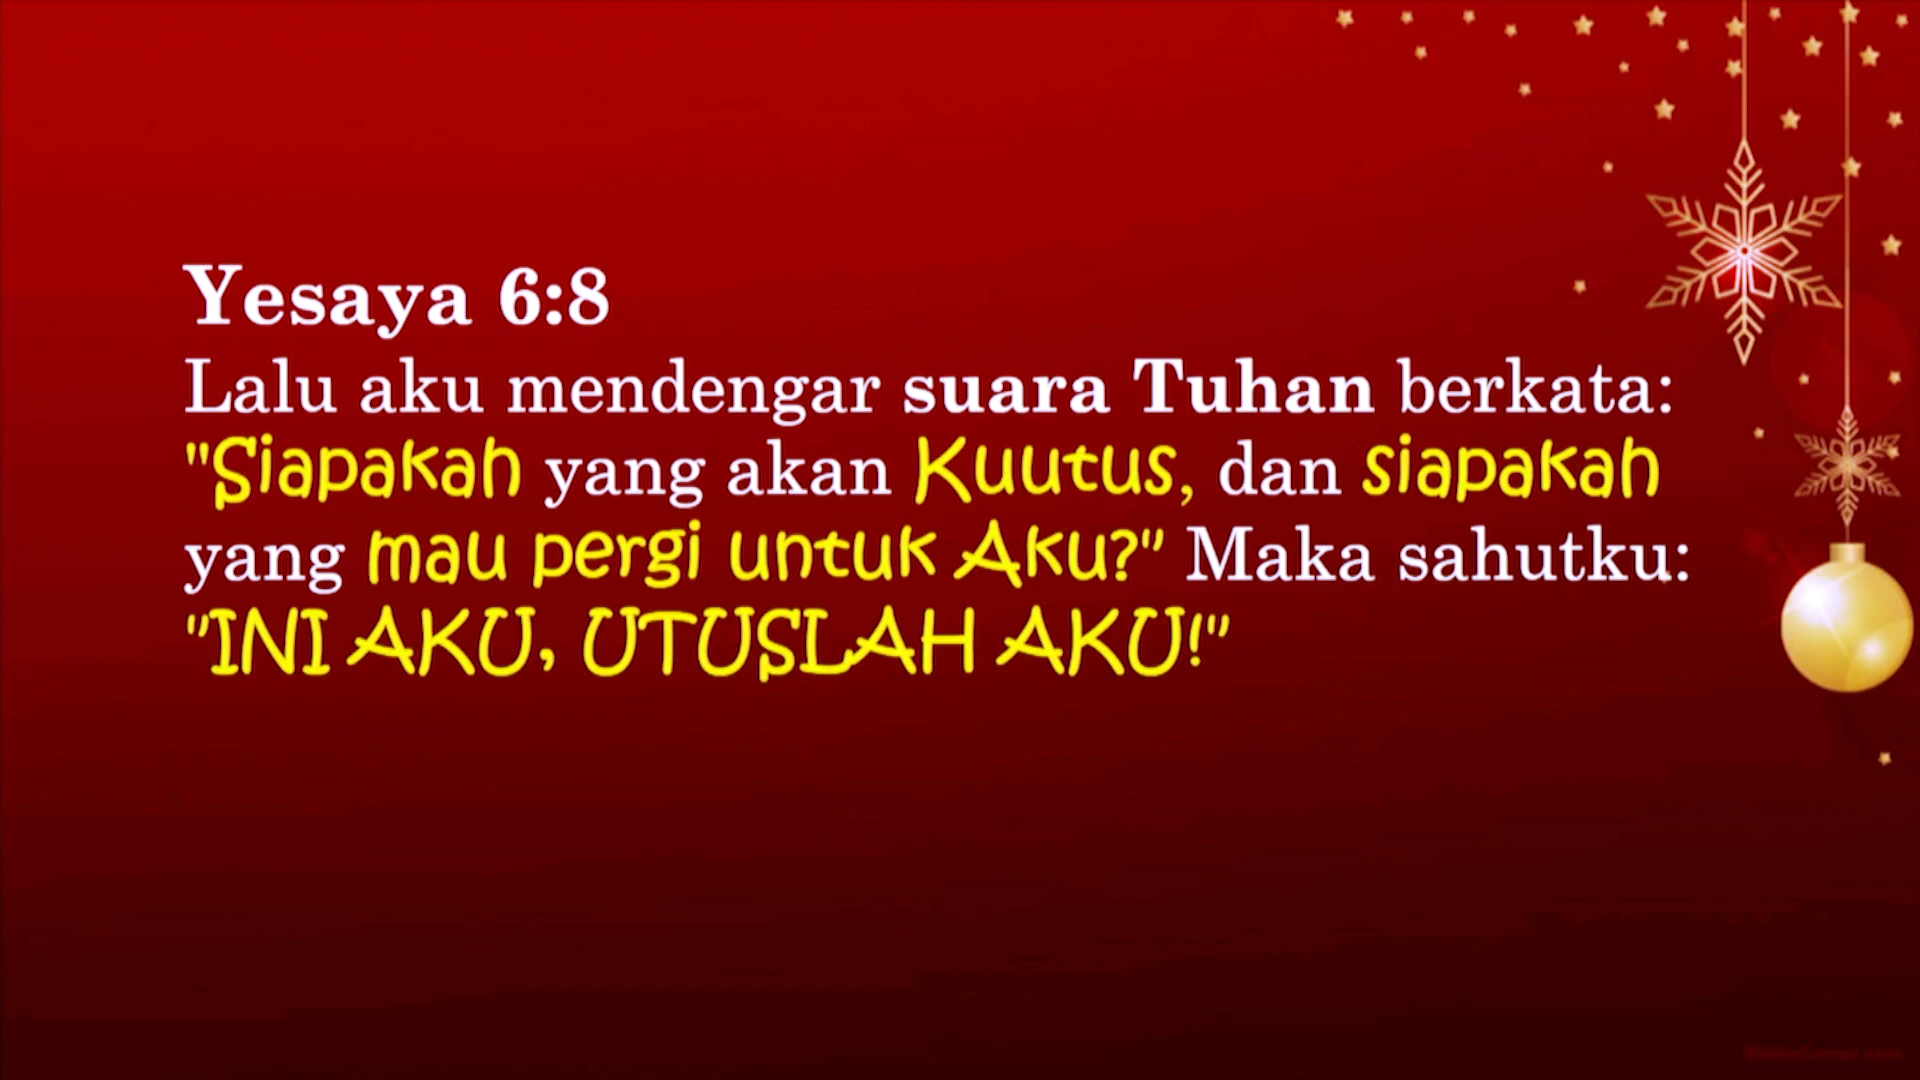 Yesaya 6:8
Lalu aku mendengar suara Tuhan berkata:
"Siapakah yang akan Kuutus, dan siapakah
yang mau pergi untuk Aku?" Maka sahutku:
"INI AKU, UTUSLAH AKU!"